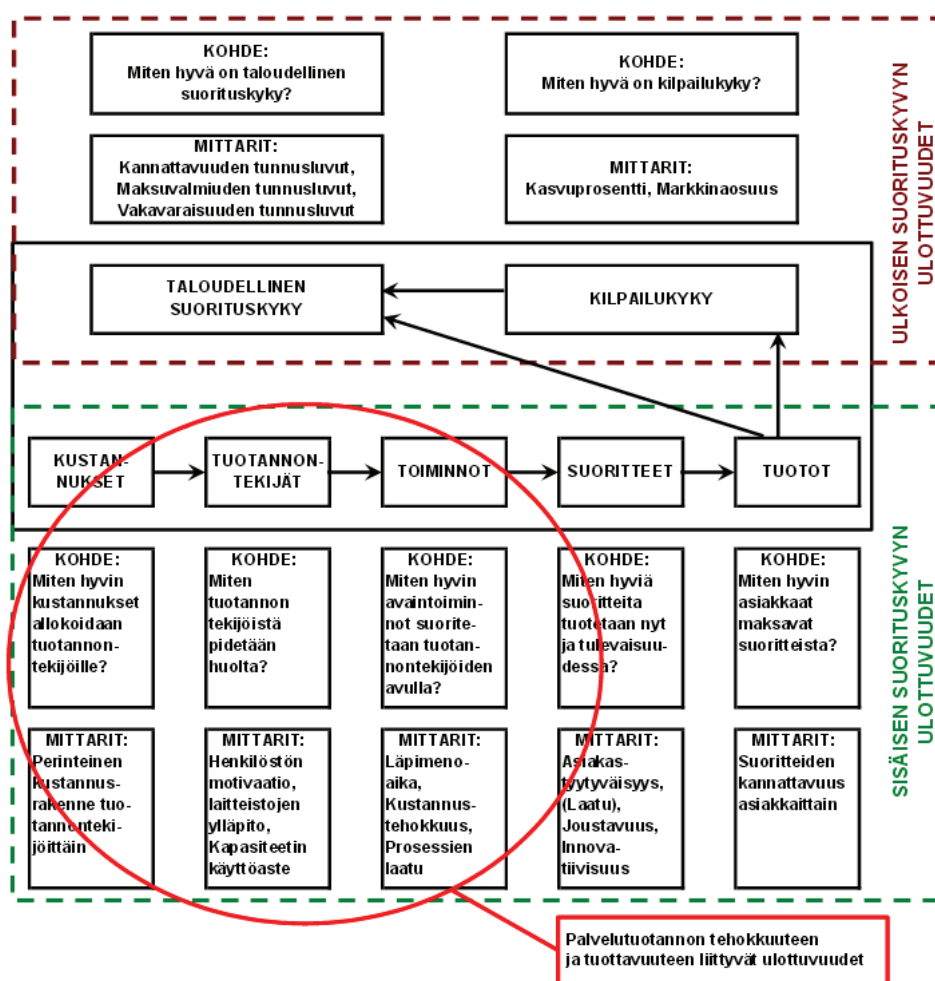 KOHDE:
Miten hyvä on taloudellinen
suorituskyky?
KOHDE:
Miten hyvä on kilpailukyky?
MITTARIT:
Kannattavuuden tunnusluvut,
Maksuvalmiuden tunnusluvut,
Vakavaraisuuden tunnusluvut
MITTARIT:
Kasvuprosentti, Markkinaosuus
ULKOISEN SUORITUSKYVYN
ULOTTUVUUDET
TALOUDELLINEN
SUORITUSKYKY
KILPAILUKYKY
KUSTAN-
NUKSET
TUOTANNON-
TEKIJÄT
TOIMINNOT
SUORITTEET
TUOTOT
KOHDE:
Miten hyvin
kustannukset
allokoidaan
tuotannon-
tekijöille?
KOHDE:
Miten
tuotannon
tekijöistä
pidetään
huolta?
KOHDE:
Miten hyvin
avaintoimin-
not suorite-
taan tuotan-
nontekijöiden
avulla?
KOHDE:
Miten hyviä
suoritteita
tuotetaan nyt
ja tulevaisuu-
dessa?
KOHDE:
Miten hyvin
asiakkaat
maksavat
suoritteista?
MITTARIT:
Perinteinen
kustannus-
rakenne tuo-
tannonteki-
jöittäin
MITTARIT:
Henkilöstön
motivaatio,
laitteistojen
ylläpito,
Kapasiteetin
käyttöaste
MITTARIT:
Läpimeno-
aika,
Kustannus-
tehokkuus,
Prosessien
laatu
MITTARIT:
Asiakas-
tyytyväisyys,
(Laatu),
Joustavuus,
Innova-
tiivisuus
MITTARIT:
Suoritteiden
kannattavuus
asiakkaittain
SISÄISEN SUORITUSKYVYN
ULOTTUVUUDET
Palvelutuotannon tehokkuuteen
ja tuottavuuteen liittyvät ulottuvuudet